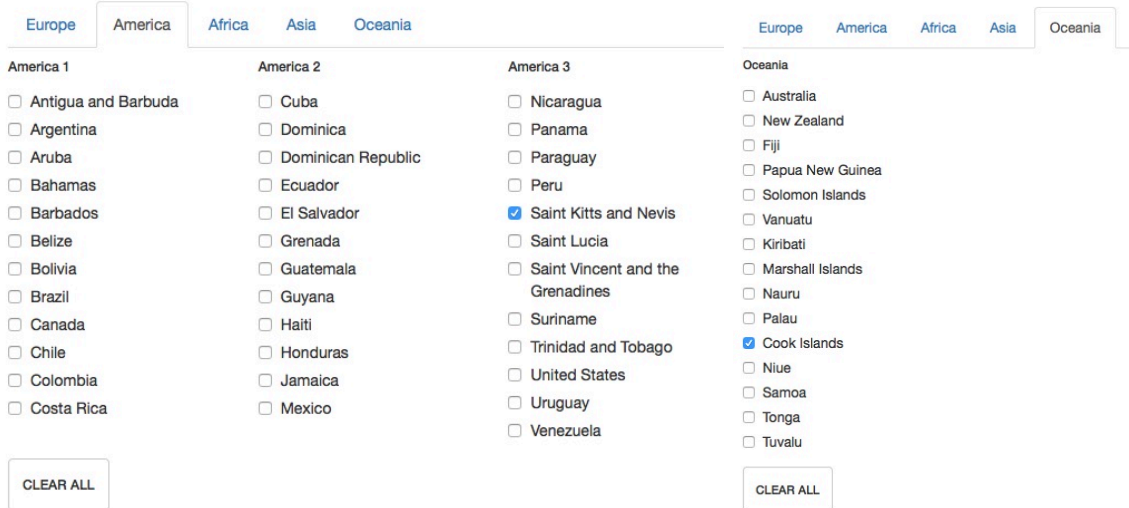 Europe America Africa Asia Oceania
America 1
Antigua and Barbuda
Argentina
Aruba
Bahamas
Barbados
Belize
Bolivia
Brazil
Canada
Chile
Colombia
Costa Rica
America 2
Cuba
Dominica
Dominican Republic
Ecuador
El Salvador
Grenada
Guatemala
Guyana
Haiti
Honduras
Jamaica
Mexico
America 3
Nicaragua
Panama
Paraguay
Peru
Saint Kitts and Nevis
Saint Lucia
Saint Vincent and the
Grenadines
Suriname
Trinidad and Tobago
United States
Uruguay
Venezuela
CLEAR ALL
Europe America Africa Asia Oceania
Oceania
Australia
New Zealand
Fiji
Papua New Guinea
Solomon Islands
Vanuatu
Kiribati
Marshall Islands
Nauru
Palau
Cook Islands
Niue
Samoa
Tonga
Tuvalu
CLEAR ALL